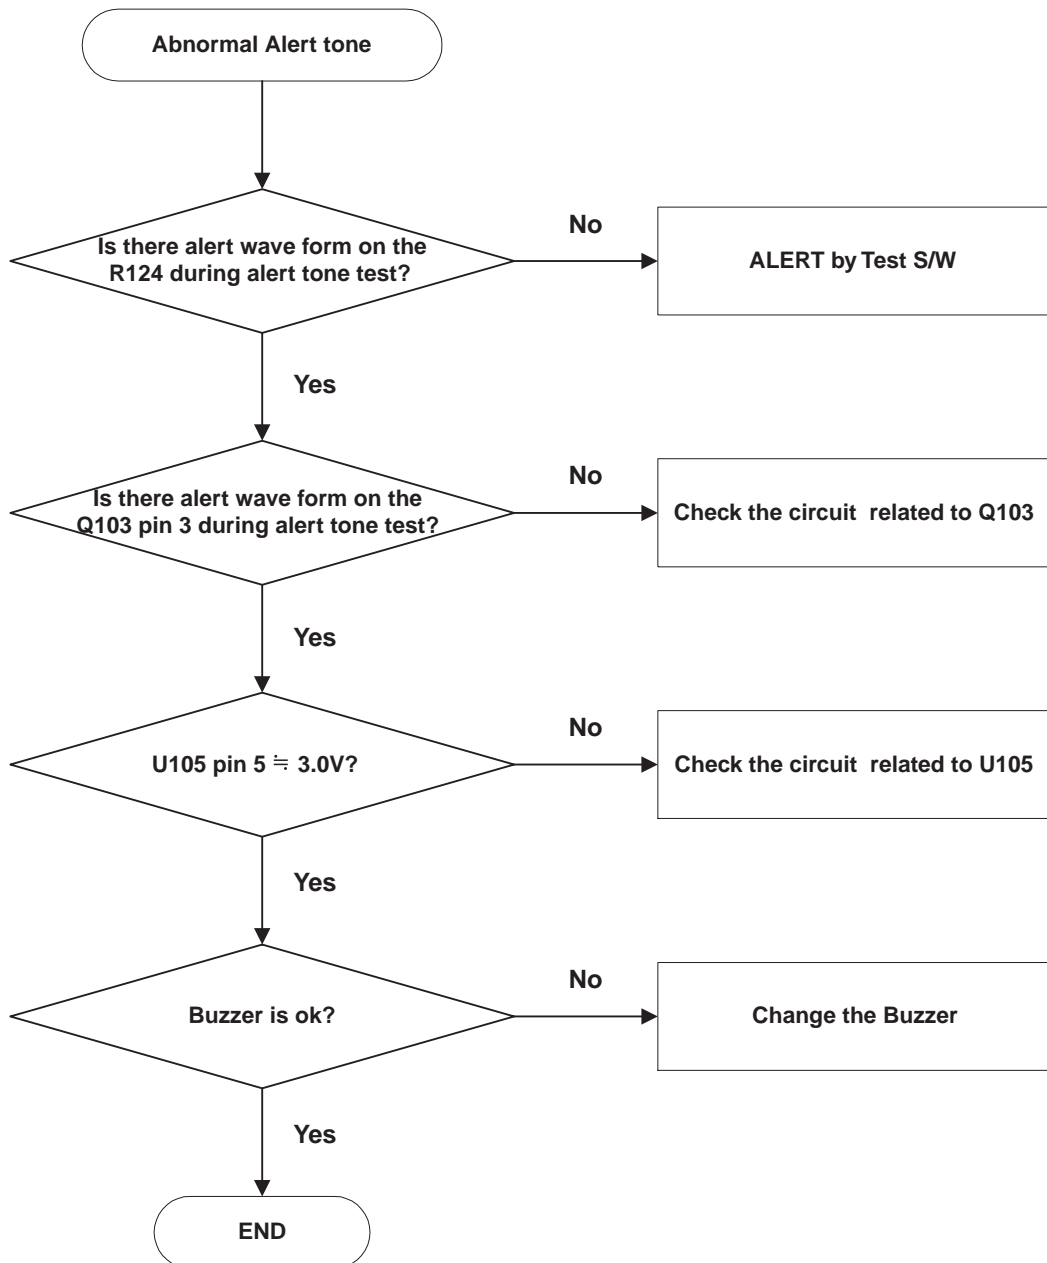 Abnormal Alert tone
Is there alert wave form on the
R124 during alert tone test?
No
ALERT by Test S/W
Yes
Is there alert wave form on the
Q103 pin 3 during alert tone test?
No
Check the circuit related to Q103
Yes
U105 pin 5 ≒ 3.0V?
No
Check the circuit related to U105
Yes
Buzzer is ok?
No
Change the Buzzer
Yes
END